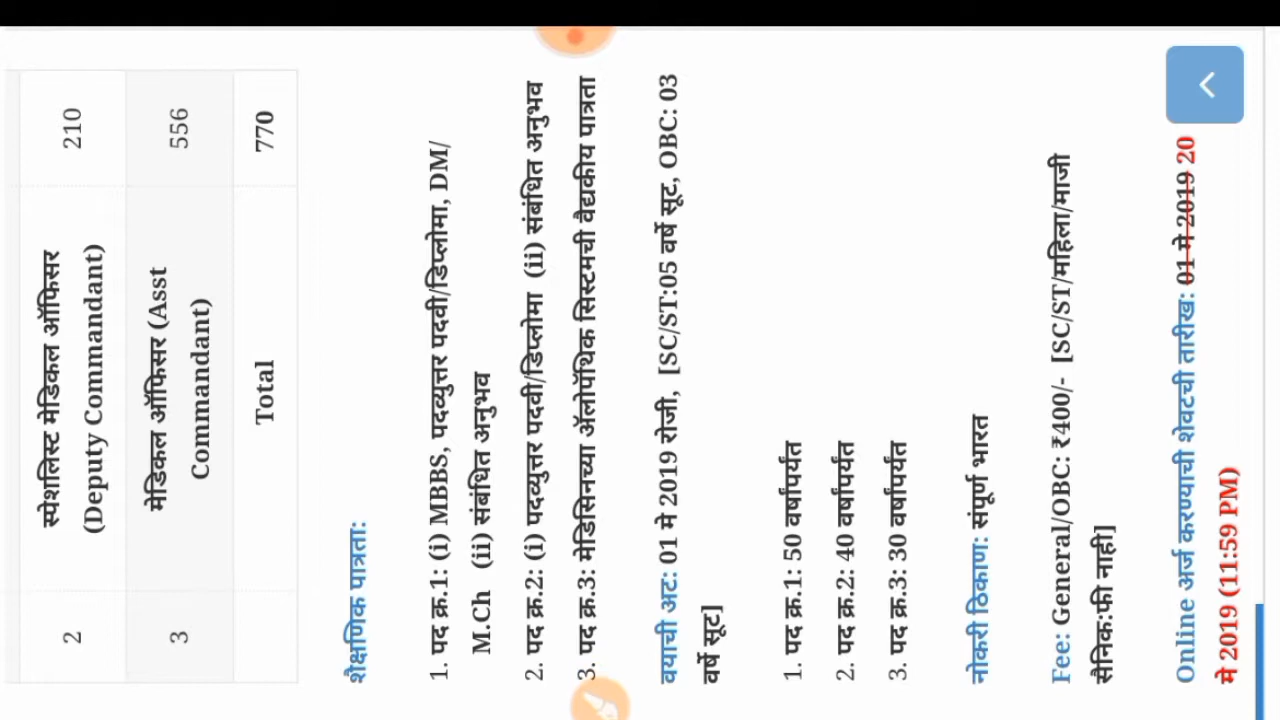 2 स्पेशलिस्ट मेडिकल ऑफिसर 210
(Deputy Commandant)
3 मेडिकल ऑफिसर (Asst 556
Commandant)
Total 770
शैक्षणिक पात्रता:
1. पद क्र.1: (i) MBBS, पदव्युत्तर पदवी/डिप्लोमा, DM/
M.Ch (ii) संबंधित अनुभव
2. पद क्र.2: (i) पदव्युत्तर पदवी/डिप्लोमा (ii) संबंधित अनुभव
3. पद क्र.3: मेडिसिनच्या अ‍ॅलोपॅथिक सिस्टमची वैद्यकीय पात्रता
वयाची अट: 01 मे 2019 रोजी, [SC/ST:05 वर्षे सूट, OBC: 03
वर्षे सूट]
1. पद क्र.1: 50 वर्षांपर्यंत
2. पद क्र.2: 40 वर्षांपर्यंत
3. पद क्र.3: 30 वर्षांपर्यंत
नोकरी ठिकाण: संपूर्ण भारत
Fee: General/OBC: ₹400/- [SC/ST/महिला/माजी
सैनिक:फी नाही]
Online अर्ज करण्याची शेवटची तारीख: 01 मे 2019 20
मे 2019 (11:59 PM)